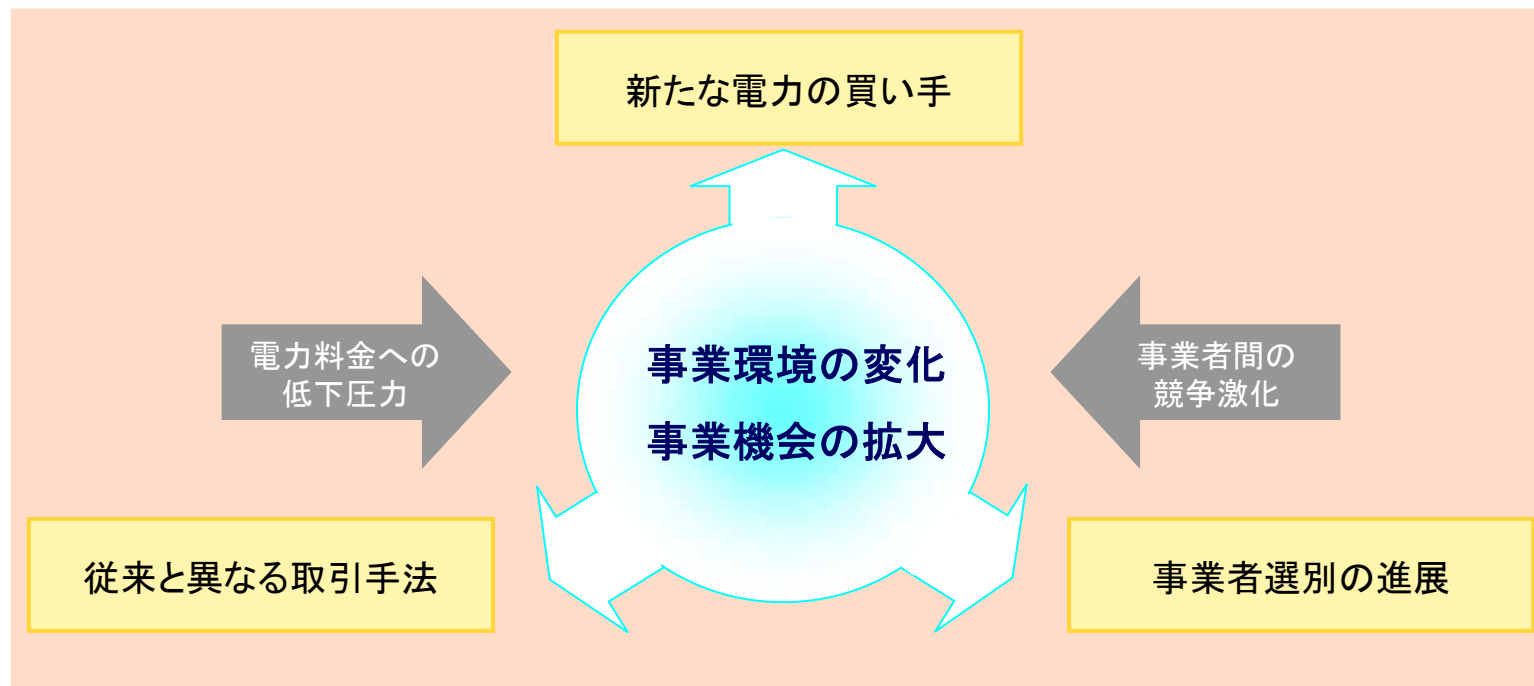 新たな電力の買い手
電力料金への
低下圧力
事業環境の変化
事業機会の拡大
事業者間の
競争激化
従来と異なる取引手法
事業者選別の進展